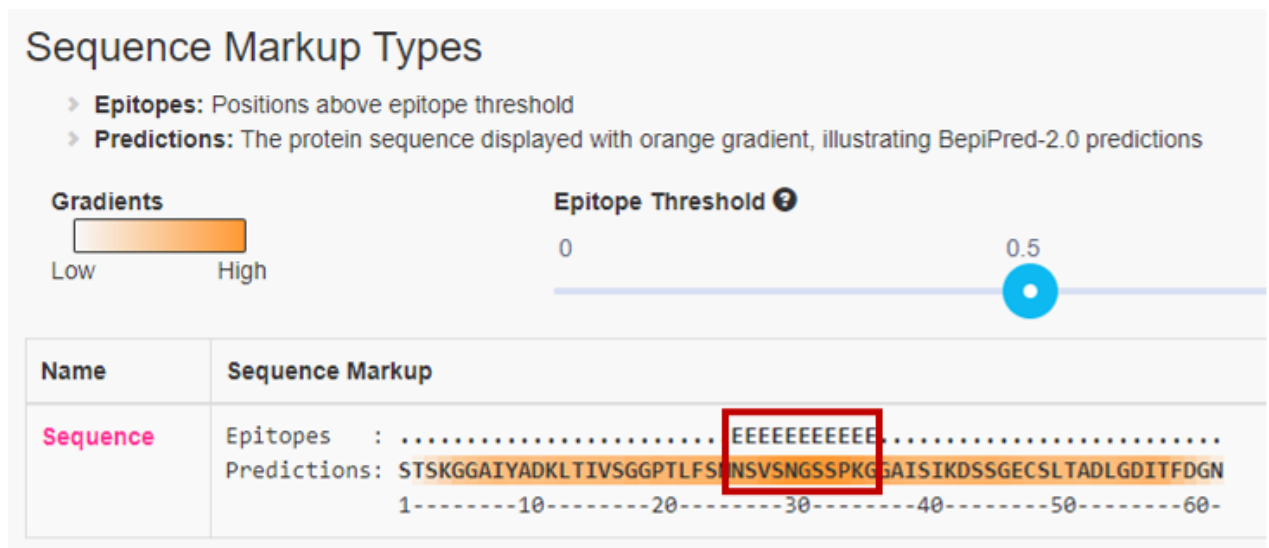 Sequence Markup Types
Epitopes: Positions above epitope threshold
Predictions: The protein sequence displayed with orange gradient, illustrating BepiPred-2.0 predictions
Gradients
Epitope Threshold
0 0.5
Low High
Name Sequence Markup
Sequence
Epitopes : ........................ EEEEEEEEEEE..........................
Predictions: STSKGGAIYADKLTIVSGGPTLFSNNSVSNGSSPKGGAISIKDSSGECSLTADLGDITFDGN
1--------10--------20--------30--------40--------50--------60-